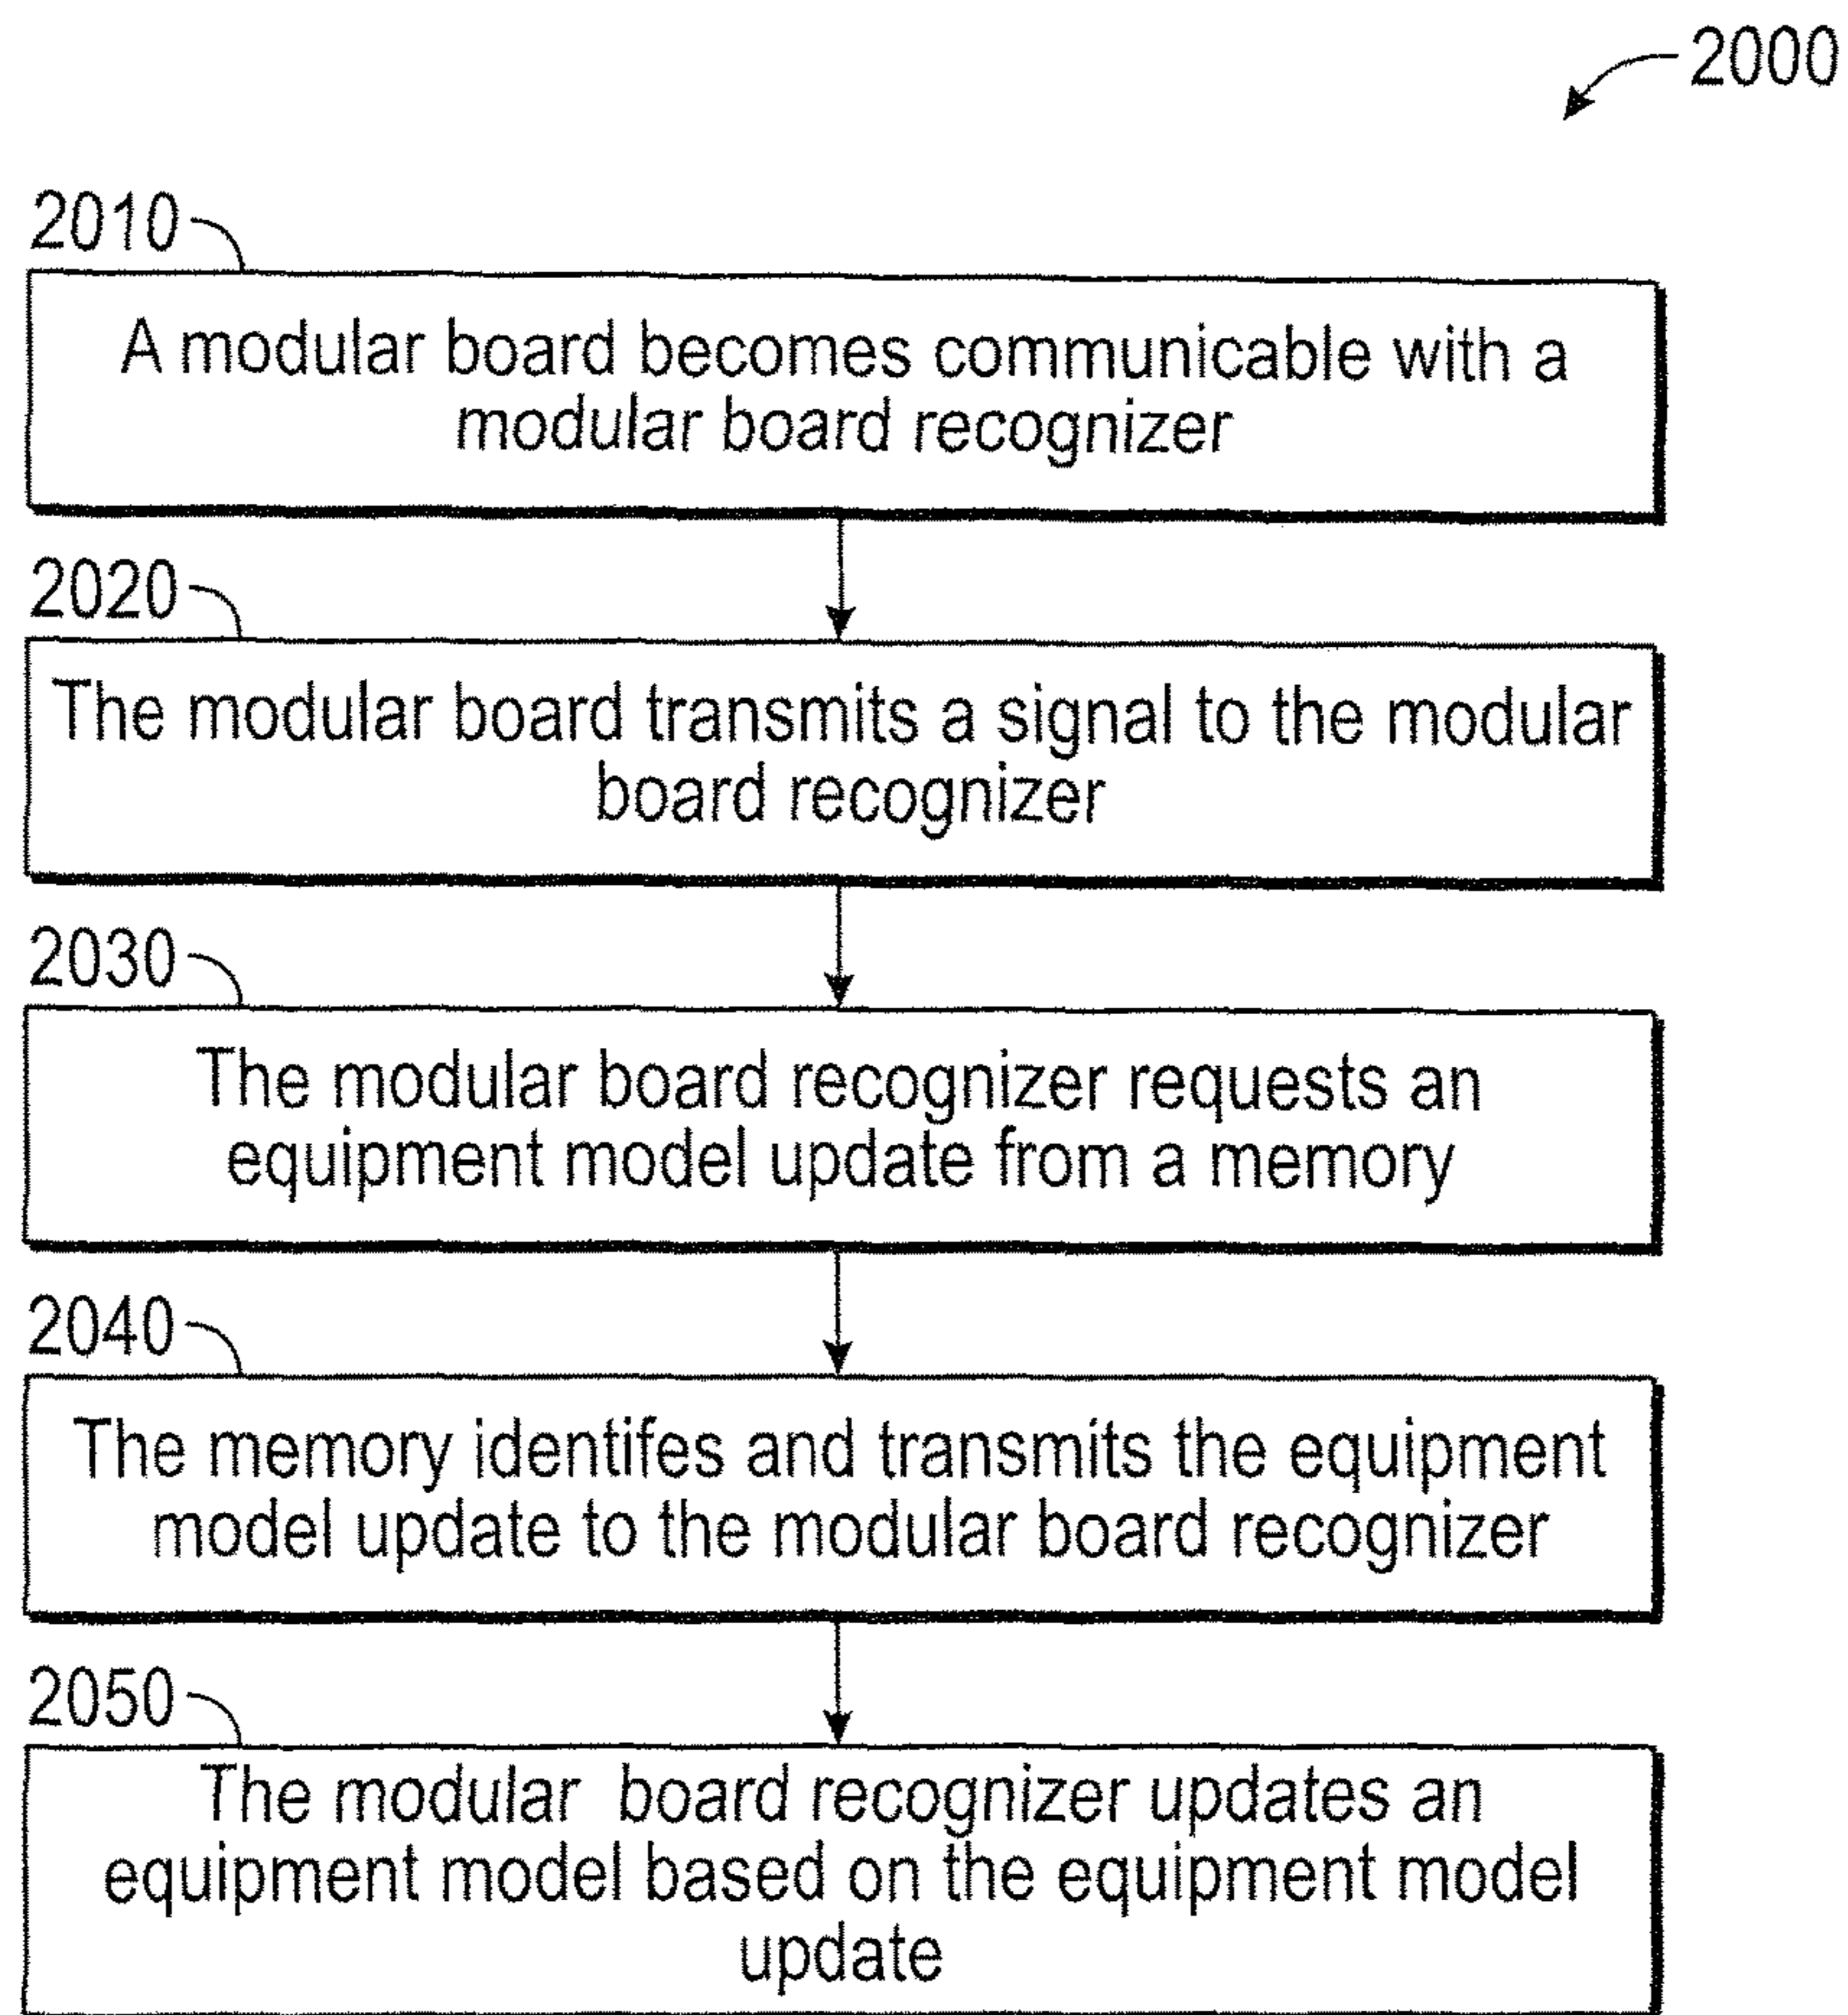 2000
2010
A modular board becomes communicable with a
modular board recognizer
2020
The modular board transmits a signal to the modular
board recognizer
2030
The modular board recognizer requests an
equipment model update from a memory
2040
The memory identifes and transmits the equipment
model update to the modular board recognizer
2050
The modular board recognizer updates an
equipment model based on the equipment model
update